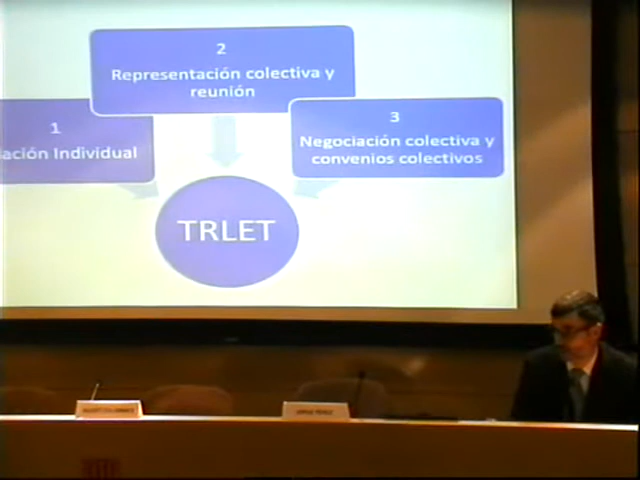 2
Representación colectiva y
reunión
1
ación Individual
3
Negociación colectiva y
convenios colectivos
TRLET